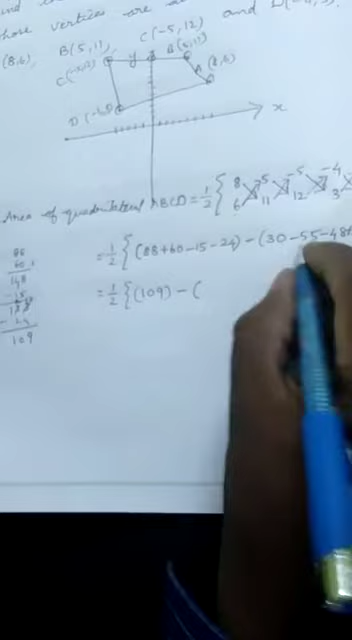 whose vertices are and D(-4,3)
(8,6), B(5,11), C(-5,12)
C(-5,12) y B(5,11)
A(8,6)
D(-4,3) x
Area of quadrilateral ABCD = 1/2 { 8 5 -5 -4
6 11 12 3
= 1/2 { (88+60-15-24) - (30-55-48
= 1/2 { (109) - (
88
60
148
-15
- 24
109